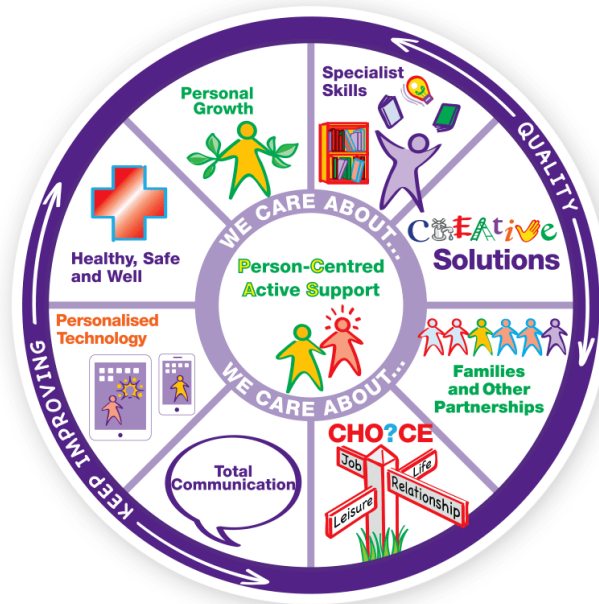 Personal
Growth
Specialist
Skills
QUALITY
CREAtive
Solutions
Families
and Other
Partnerships
CHO?CE
Job
Life
Leisure
Relationship
Total
Communication
Personalised
Technology
Healthy, Safe
and Well
KEEP IMPROVING
WE CARE ABOUT...
Person-Centred
Active Support
WE CARE ABOUT...